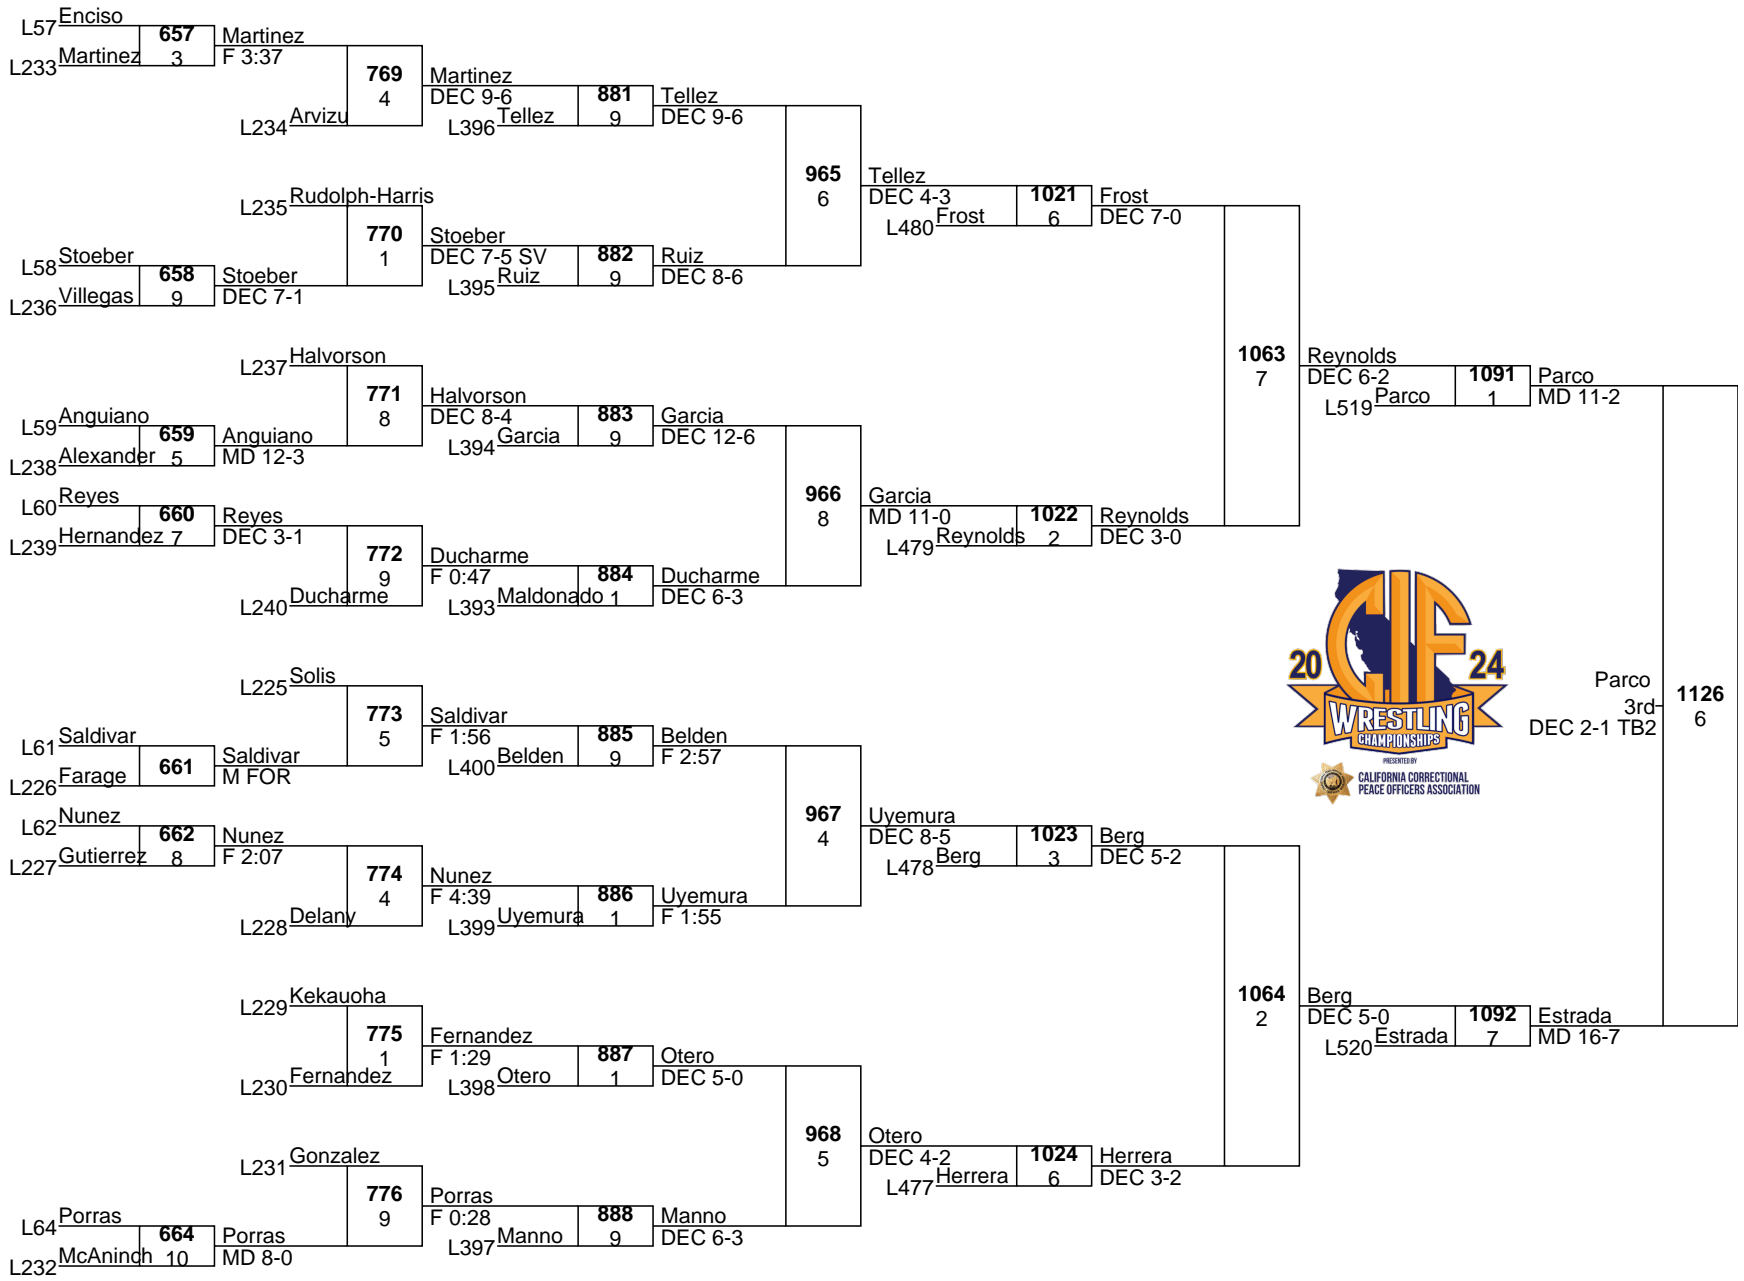 Enciso
L57
657
Martinez
L233
Martinez
3
F 3:37
769
4
Martinez
DEC 9-6
L234
Arvizu
881
9
L396
Tellez
Tellez
DEC 9-6
965
6
Tellez
DEC 4-3
L235
Rudolph-Harris
770
1
Stoeber
DEC 7-5 SV
L58
Stoeber
658
9
Stoeber
DEC 7-1
L236
Villegas
882
9
L395
Ruiz
Ruiz
DEC 8-6
1021
6
L480
Frost
Frost
DEC 7-0
L237
Halvorson
771
8
Halvorson
DEC 8-4
L59
Anguiano
659
5
Anguiano
MD 12-3
L238
Alexander
883
9
L394
Garcia
Garcia
DEC 12-6
1063
7
Reynolds
DEC 6-2
1091
1
L519
Parco
Parco
MD 11-2
L60
Reyes
660
7
Reyes
DEC 3-1
L239
Hernandez
966
8
Garcia
MD 11-0
1022
2
L479
Reynolds
Reynolds
DEC 3-0
772
9
Ducharme
F 0:47
L240
Ducharme
884
1
L393
Maldonado
Ducharme
DEC 6-3
20 CIF 24
WRESTLING
CHAMPIONSHIPS
PRESENTED BY
CALIFORNIA CORRECTIONAL
PEACE OFFICERS ASSOCIATION
L225
Solis
773
5
Saldivar
F 1:56
L61
Saldivar
661
Saldivar
M FOR
L226
Farage
885
9
L400
Belden
Belden
F 2:57
Parco
3rd
DEC 2-1 TB2
1126
6
L62
Nunez
662
8
Nunez
F 2:07
L227
Gutierrez
967
4
Uyemura
DEC 8-5
1023
3
L478
Berg
Berg
DEC 5-2
774
4
Nunez
F 4:39
L228
Delany
886
1
L399
Uyemura
Uyemura
F 1:55
L229
Kekauoha
775
1
Fernandez
F 1:29
L230
Fernandez
887
1
L398
Otero
Otero
DEC 5-0
1064
2
Berg
DEC 5-0
1092
7
L520
Estrada
Estrada
MD 16-7
968
5
Otero
DEC 4-2
1024
6
L477
Herrera
Herrera
DEC 3-2
L231
Gonzalez
776
9
Porras
F 0:28
L64
Porras
664
10
Porras
MD 8-0
L232
McAninch
888
9
L397
Manno
Manno
DEC 6-3